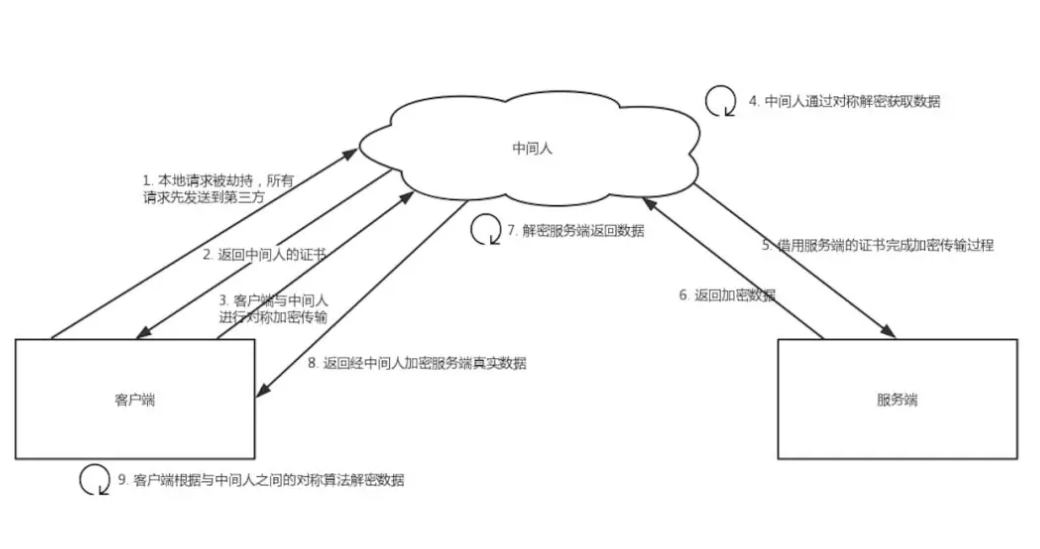 4. 中间人通过对称解密获取数据
中间人
1. 本地请求被劫持，所有
请求先发送到第三方
7. 解密服务端返回数据
5. 借用服务端的证书完成加密传输过程
2. 返回中间人的证书
6. 返回加密数据
3. 客户端与中间人
进行对称加密传输
8. 返回经中间人加密服务端真实数据
客户端
服务端
9. 客户端根据与中间人之间的对称算法解密数据